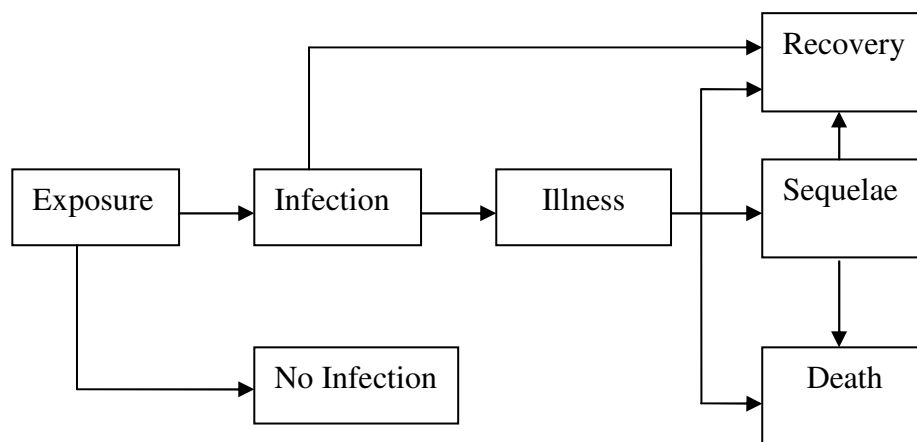 Recovery
Exposure
Infection
Illness
Sequelae
No Infection
Death